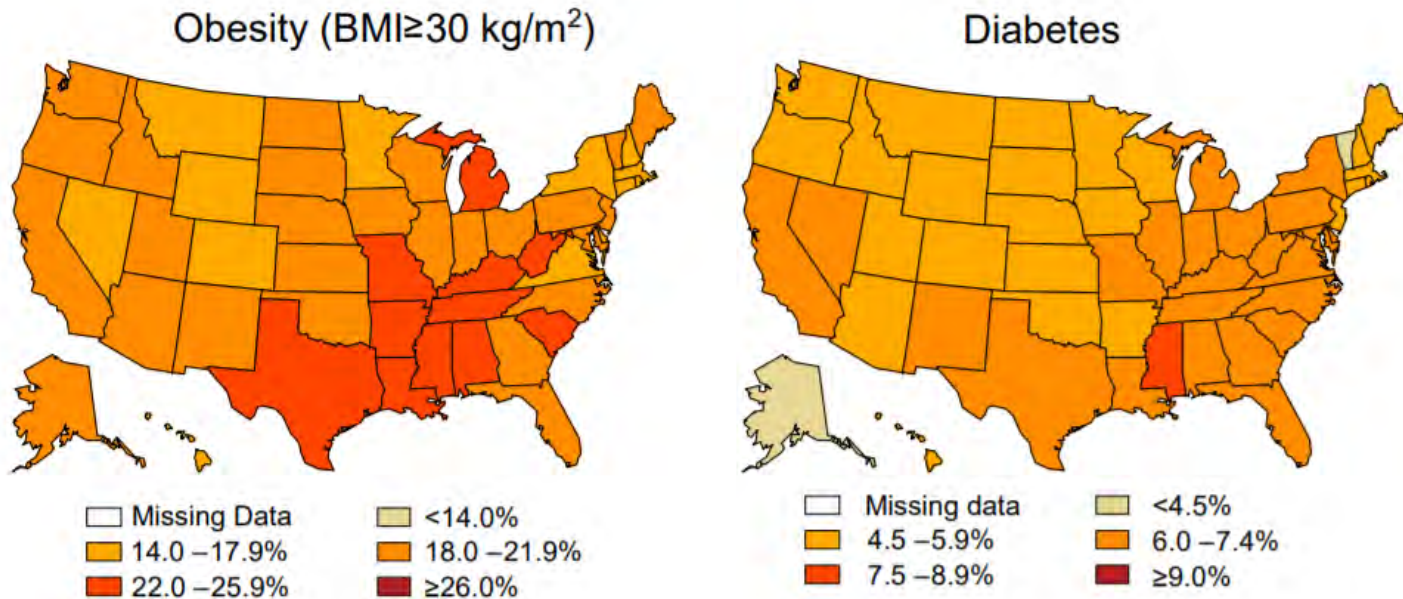 Obesity (BMI≥30 kg/m²)
Diabetes
Missing Data
<14.0%
14.0 –17.9%
18.0 –21.9%
22.0 –25.9%
≥26.0%
Missing data
<4.5%
4.5 –5.9%
6.0 –7.4%
7.5 –8.9%
≥9.0%